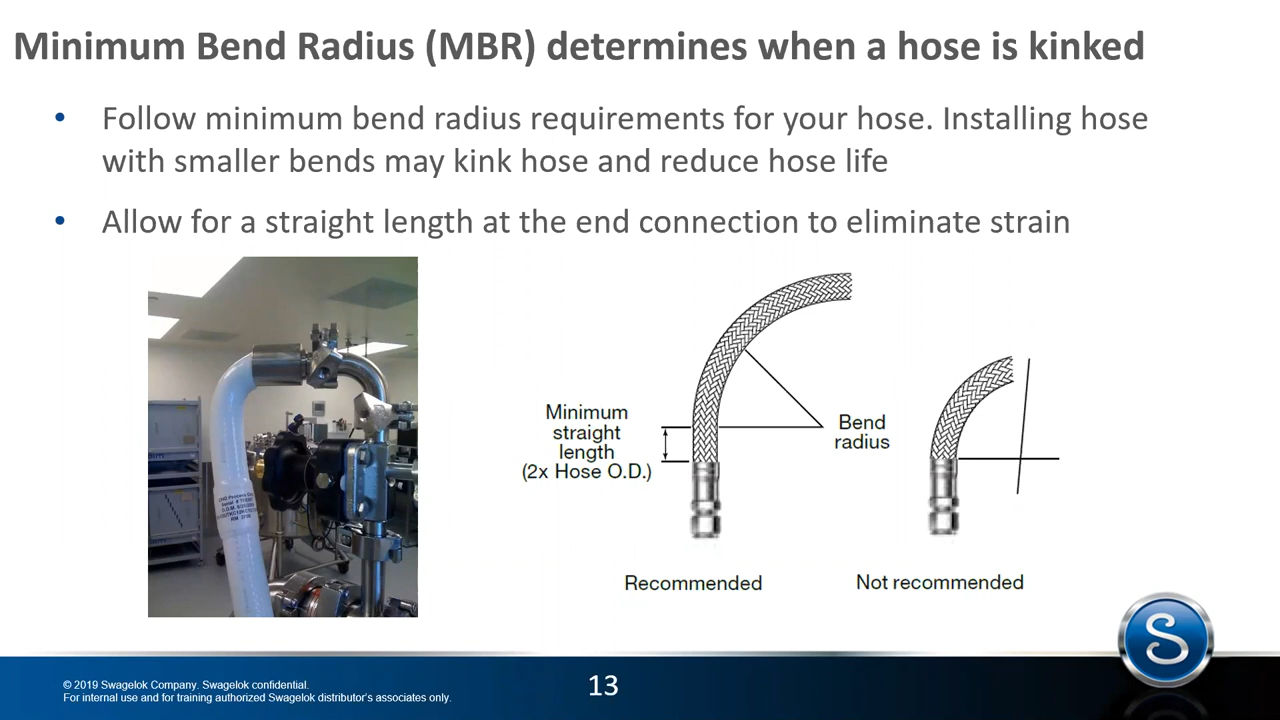 Minimum Bend Radius (MBR) determines when a hose is kinked
• Follow minimum bend radius requirements for your hose. Installing hose
with smaller bends may kink hose and reduce hose life
• Allow for a straight length at the end connection to eliminate strain
Minimum
straight
length
(2x Hose O.D.)
Bend
radius
Recommended
Not recommended
S
© 2019 Swagelok Company. Swagelok confidential.
For internal use and for training authorized Swagelok distributor's associates only.
13